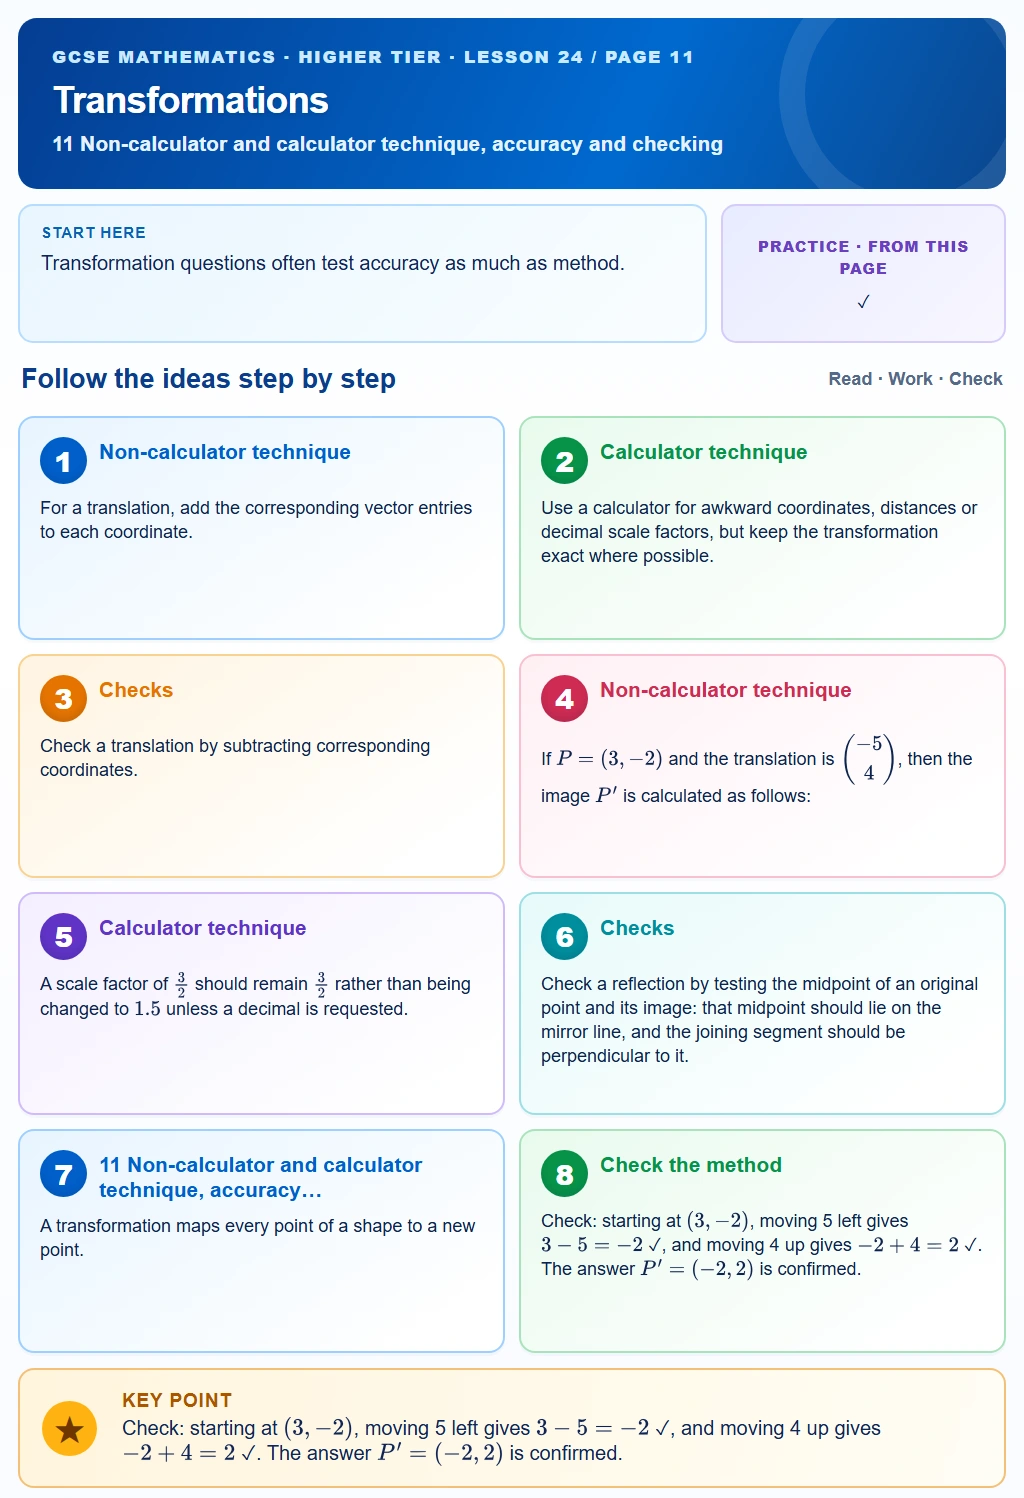 GCSE MATHEMATICS · HIGHER TIER · LESSON 24 / PAGE 11
Transformations
11 Non-calculator and calculator technique, accuracy and checking
START HERE
Transformation questions often test accuracy as much as method.
PRACTICE · FROM THIS
PAGE
✓
Follow the ideas step by step
Read · Work · Check
1
Non-calculator technique
For a translation, add the corresponding vector entries
to each coordinate.
2
Calculator technique
Use a calculator for awkward coordinates, distances or
decimal scale factors, but keep the transformation
exact where possible.
3
Checks
Check a translation by subtracting corresponding
coordinates.
4
Non-calculator technique
If $P = (3, -2)$ and the translation is $\begin{pmatrix} -5 \\ 4 \end{pmatrix}$, then the
image $P'$ is calculated as follows:
5
Calculator technique
A scale factor of $\frac{3}{2}$ should remain $\frac{3}{2}$ rather than being
changed to 1.5 unless a decimal is requested.
6
Checks
Check a reflection by testing the midpoint of an original
point and its image: that midpoint should lie on the
mirror line, and the joining segment should be
perpendicular to it.
7
11 Non-calculator and calculator
technique, accuracy…
A transformation maps every point of a shape to a new
point.
8
Check the method
Check: starting at $(3, -2)$, moving 5 left gives
$3 - 5 = -2$ ✓, and moving 4 up gives $-2 + 4 = 2$ ✓.
The answer $P' = (-2, 2)$ is confirmed.
KEY POINT
Check: starting at $(3, -2)$, moving 5 left gives $3 - 5 = -2$ ✓, and moving 4 up gives
$-2 + 4 = 2$ ✓. The answer $P' = (-2, 2)$ is confirmed.